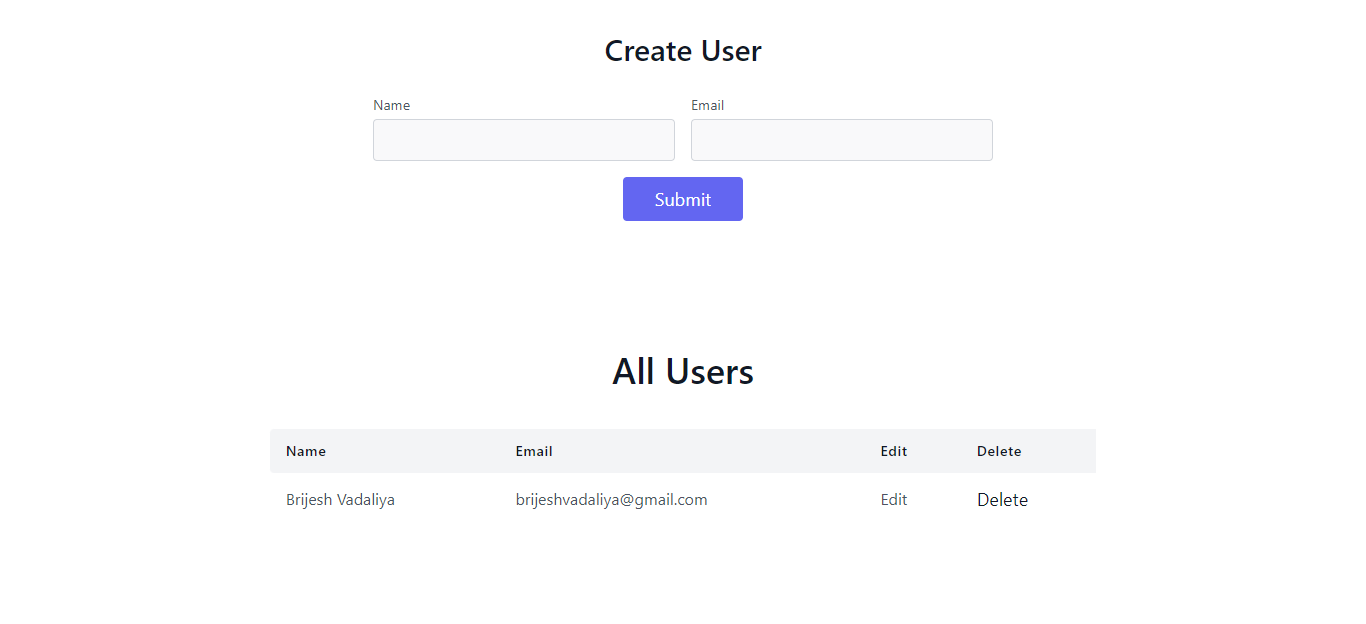 Create User
Name Email
Submit
All Users
Name Email Edit Delete
Brijesh Vadaliya brijeshvadaliya@gmail.com Edit Delete